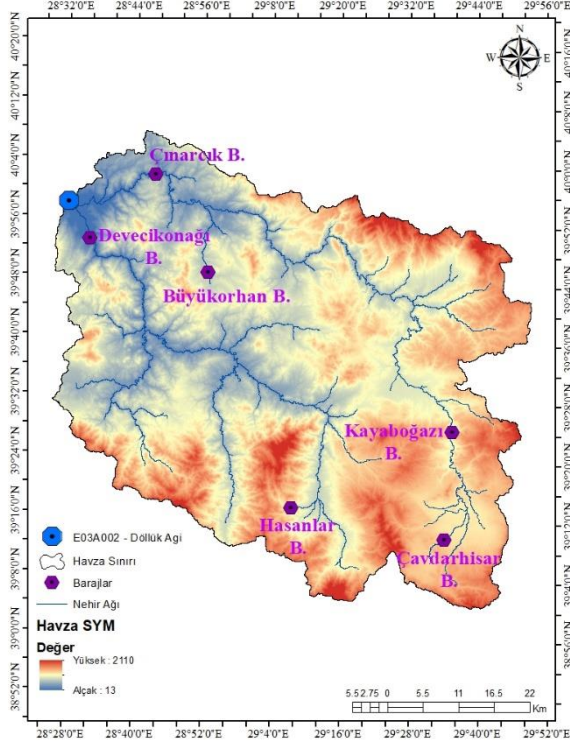 28°32'0"E 28°44'0"E 28°56'0"E 29°8'0"E 29°20'0"E 29°32'0"E 29°44'0"E 29°56'0"E
40°20'0"N
40°12'0"N
40°4'0"N
39°56'0"N
39°48'0"N
39°40'0"N
39°32'0"N
39°24'0"N
39°16'0"N
39°8'0"N
39°0'0"N
38°52'0"N
N
W E
S
Çınarcık B.
Devecikonağı
B.
Büyükorhan B.
Kayaboğazı
B.
Hasanlar
B.
Çavdarhisar
B.
E03A002 - Döllük Agi
Havza Sınırı
Barajlar
Nehir Ağı
Havza SYM
Değer
Yüksek : 2110
Alçak : 13
5.5 2.75 0 5.5 11 16.5 22
Km
28°28'0"E 28°40'0"E 28°52'0"E 29°4'0"E 29°16'0"E 29°28'0"E 29°40'0"E 29°52'0"E